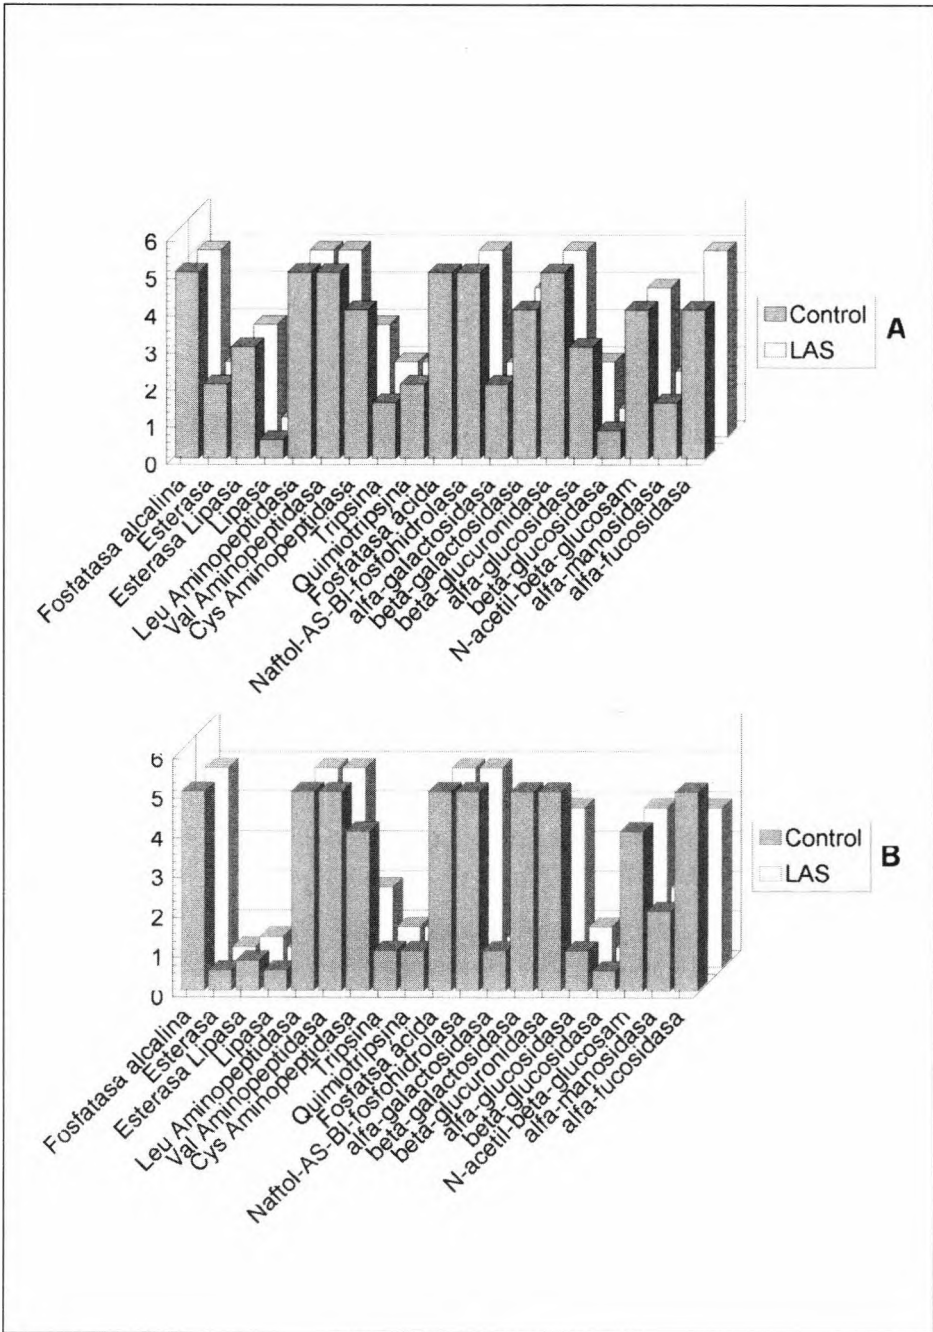 6
5
4
3
2
1
0
Fosfatasa alcalina
Esterasa
Esterasa Lipasa
Lipasa
Leu Aminopeptidasa
Val Aminopeptidasa
Cys Aminopeptidasa
Tripsina
Quimiotripsina
Fosfatasa ácida
Naftol-AS-BI-fosfohidrolasa
alfa-galactosidasa
beta-galactosidasa
beta-glucuronidasa
alfa-glucosidasa
beta-glucosidasa
N-acetil-beta-glucosam
alfa-manosidasa
alfa-fucosidasa
Control
LAS
A
6
5
4
3
2
1
0
Fosfatasa alcalina
Esterasa
Esterasa Lipasa
Lipasa
Leu Aminopeptidasa
Val Aminopeptidasa
Cys Aminopeptidasa
Tripsina
Quimiotripsina
Fosfatsa ácida
Naftol-AS-BI-fosfohidrolasa
alfa-galactosidasa
beta-galactosidasa
beta-glucuronidasa
alfa-glucosidasa
beta-glucosidasa
N-acetil-beta-glucosam
alfa-manosidasa
alfa-fucosidasa
Control
LAS
B